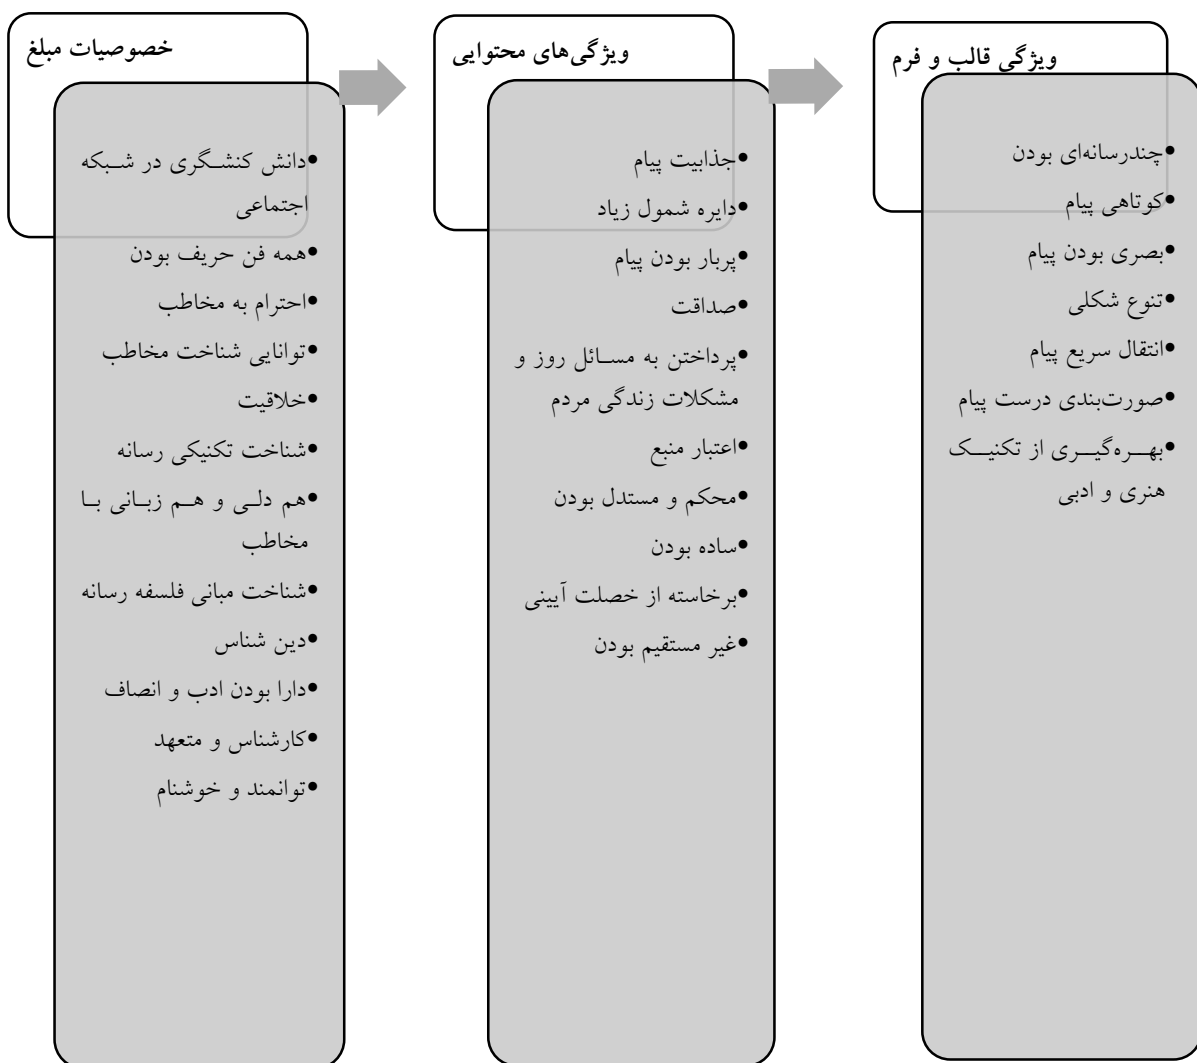 خصوصیات مبلغ
•دانش کنشگری در شبکه
اجتماعی
•همه فن حریف بودن
•احترام به مخاطب
•توانایی شناخت مخاطب
•خلاقیت
•شناخت تکنیکی رسانه
•هم دلی و هم زبانی با
مخاطب
•شناخت مبانی فلسفه رسانه
•دین شناس
•دارا بودن ادب و انصاف
•کارشناس و متعهد
•توانمند و خوشنام
ویژگی‌های محتوایی
•جذابیت پیام
•دایره شمول زیاد
•پربار بودن پیام
•صداقت
•پرداختن به مسائل روز و
مشکلات زندگی مردم
•اعتبار منبع
•محکم و مستدل بودن
•ساده بودن
•برخاسته از خصلت آیینی
•غیر مستقیم بودن
ویژگی قالب و فرم
•چندرسانه‌ای بودن
•کوتاهی پیام
•بصری بودن پیام
•تنوع شکلی
•انتقال سریع پیام
•صورت‌بندی درست پیام
•بهره‌گیری از تکنیک
هنری و ادبی